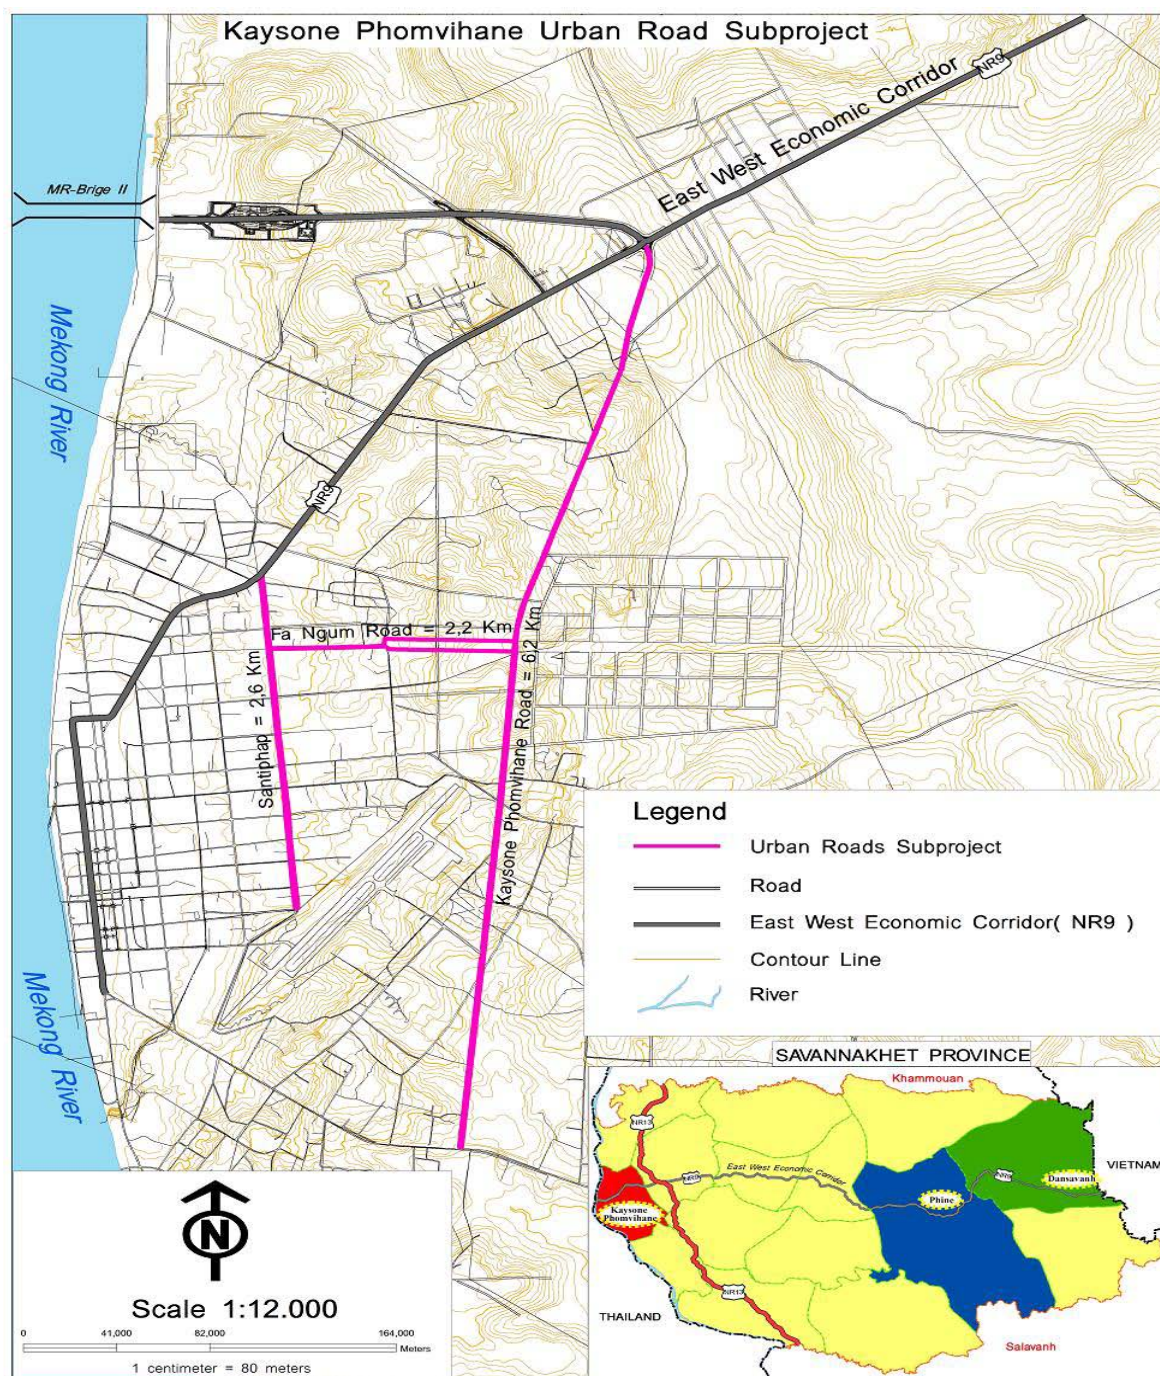 Kaysone Phomvihane Urban Road Subproject
NR9
East West Economic Corridor
MR-Brige II
Mekong River
NR9
Fa Ngum Road = 2,2 Km
Santiphap = 2,6 Km
Kaysone Phomvihane Road = 6,2 Km
Mekong River
Legend
Urban Roads Subproject
Road
East West Economic Corridor( NR9 )
Contour Line
River
SAVANNAKHET PROVINCE
Khammouan
NR13
VIETNAM
East West Economic Corridor
NR9
NR9
Dansavanh
Phine
Kaysone
Phomvihane
NR13
THAILAND
Salavanh
N
Scale 1:12.000
0 41,000 82,000 164,000
Meters
1 centimeter = 80 meters